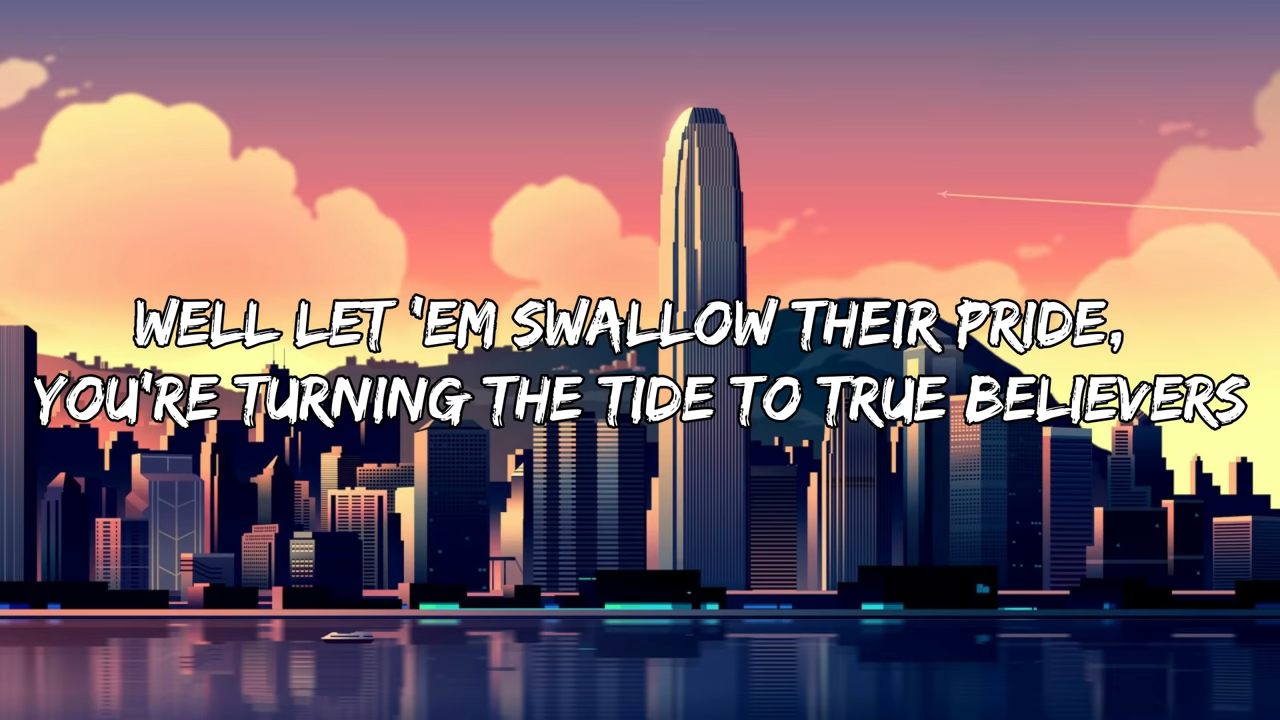 WELL LET 'EM SWALLOW THEIR PRIDE,
YOU'RE TURNING THE TIDE TO TRUE BELIEVERS